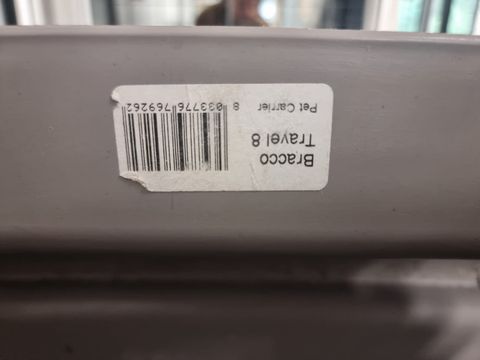 Bracco
Travel 8
8 033776 769262
Pet Carrier